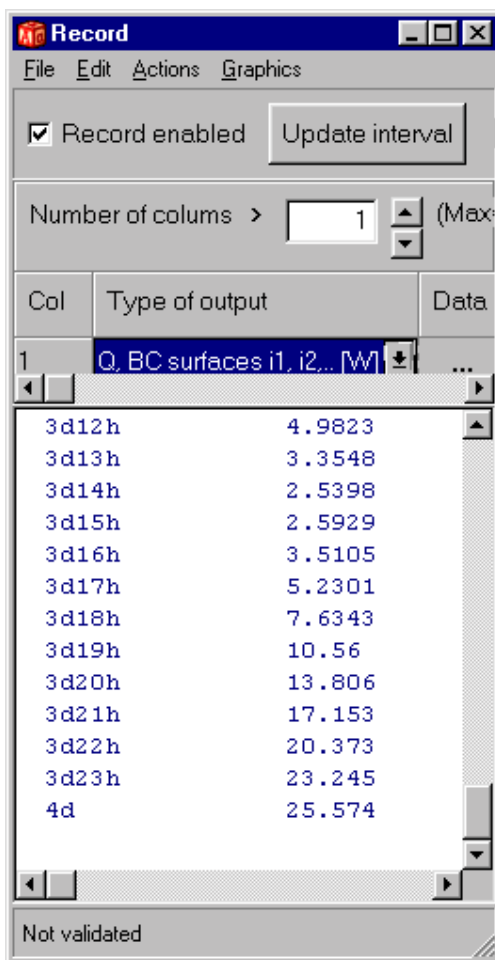 Record
File Edit Actions Graphics
Record enabled Update interval
Number of colums > 1 (Max
Col Type of output Data
1 Q, BC surfaces i1, i2,.. [W] ...
3d12h 4.9823
3d13h 3.3548
3d14h 2.5398
3d15h 2.5929
3d16h 3.5105
3d17h 5.2301
3d18h 7.6343
3d19h 10.56
3d20h 13.806
3d21h 17.153
3d22h 20.373
3d23h 23.245
4d 25.574
Not validated